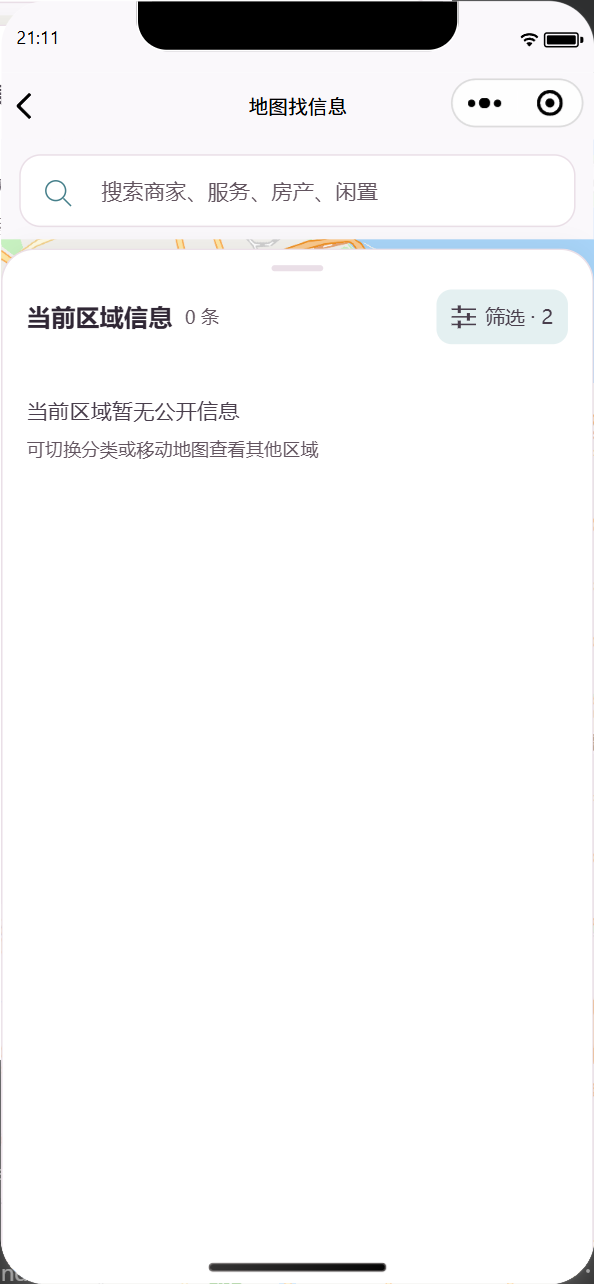 21:11
地图找信息
搜索商家、服务、房产、闲置
当前区域信息 0 条
筛选 · 2
当前区域暂无公开信息
可切换分类或移动地图查看其他区域